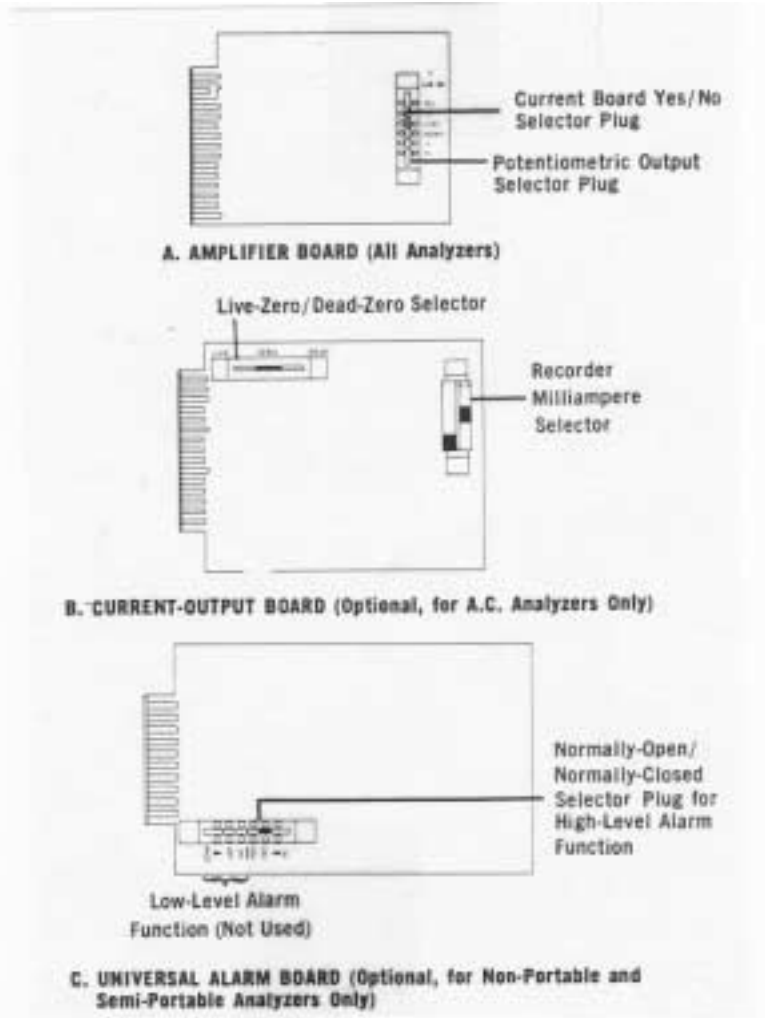 Current Board Yes/No
Selector Plug
Potentiometric Output
Selector Plug
A. AMPLIFIER BOARD (All Analyzers)
Live-Zero/Dead-Zero Selector
Recorder
Milliampere
Selector
B. CURRENT-OUTPUT BOARD (Optional, for A.C. Analyzers Only)
Normally-Open/
Normally-Closed
Selector Plug for
High-Level Alarm
Function
Low-Level Alarm
Function (Not Used)
C. UNIVERSAL ALARM BOARD (Optional, for Non-Portable and
Semi-Portable Analyzers Only)